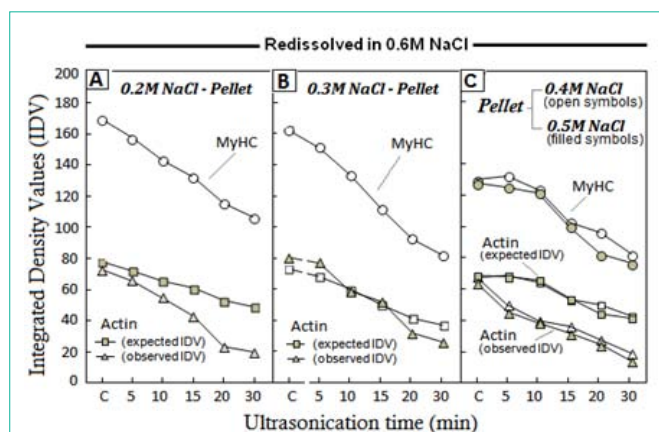 Redissolved in 0.6M NaCl
Integrated Density Values (IDV)
200
180
160
140
120
100
80
60
40
20
0
A
0.2M NaCl - Pellet
MyHC
Actin
(expected IDV)
(observed IDV)
C 5 10 15 20 30
B
0.3M NaCl - Pellet
MyHC
Actin
(expected IDV)
(observed IDV)
C 5 10 15 20 30
C
Pellet
0.4M NaCl
(open symbols)
0.5M NaCl
(filled symbols)
MyHC
Actin
(expected IDV)
Actin
(observed IDV)
C 5 10 15 20 30
Ultrasonication time (min)